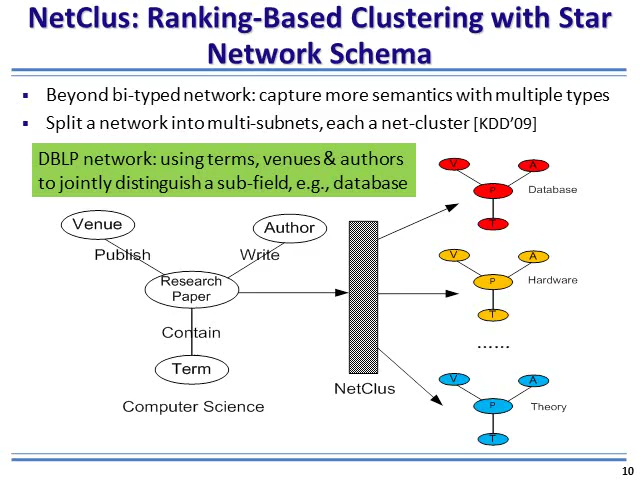 NetClus: Ranking-Based Clustering with Star
Network Schema
▪ Beyond bi-typed network: capture more semantics with multiple types
▪ Split a network into multi-subnets, each a net-cluster [KDD’09]
DBLP network: using terms, venues & authors
to jointly distinguish a sub-field, e.g., database
Venue
Author
Publish
Write
Research
Paper
Contain
Term
Computer Science
NetClus
V
A
P
Database
T
V
A
P
Hardware
T
......
V
A
P
Theory
T
10